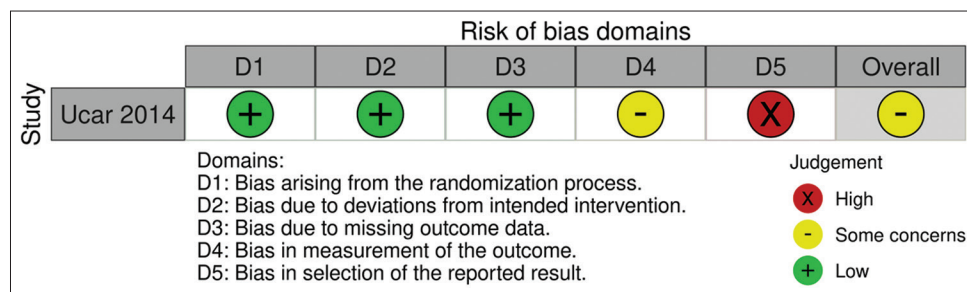 Risk of bias domains
D1 D2 D3 D4 D5 Overall
Study
Ucar 2014 + + + - X -
Domains:
D1: Bias arising from the randomization process.
D2: Bias due to deviations from intended intervention.
D3: Bias due to missing outcome data.
D4: Bias in measurement of the outcome.
D5: Bias in selection of the reported result.
Judgement
X High
- Some concerns
+ Low